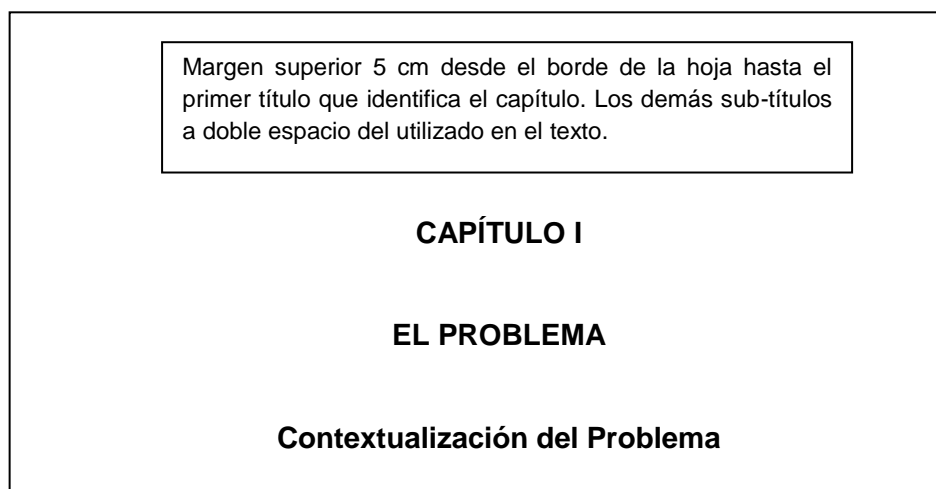 Margen superior 5 cm desde el borde de la hoja hasta el
primer título que identifica el capítulo. Los demás sub-títulos
a doble espacio del utilizado en el texto.
CAPÍTULO I
EL PROBLEMA
Contextualización del Problema